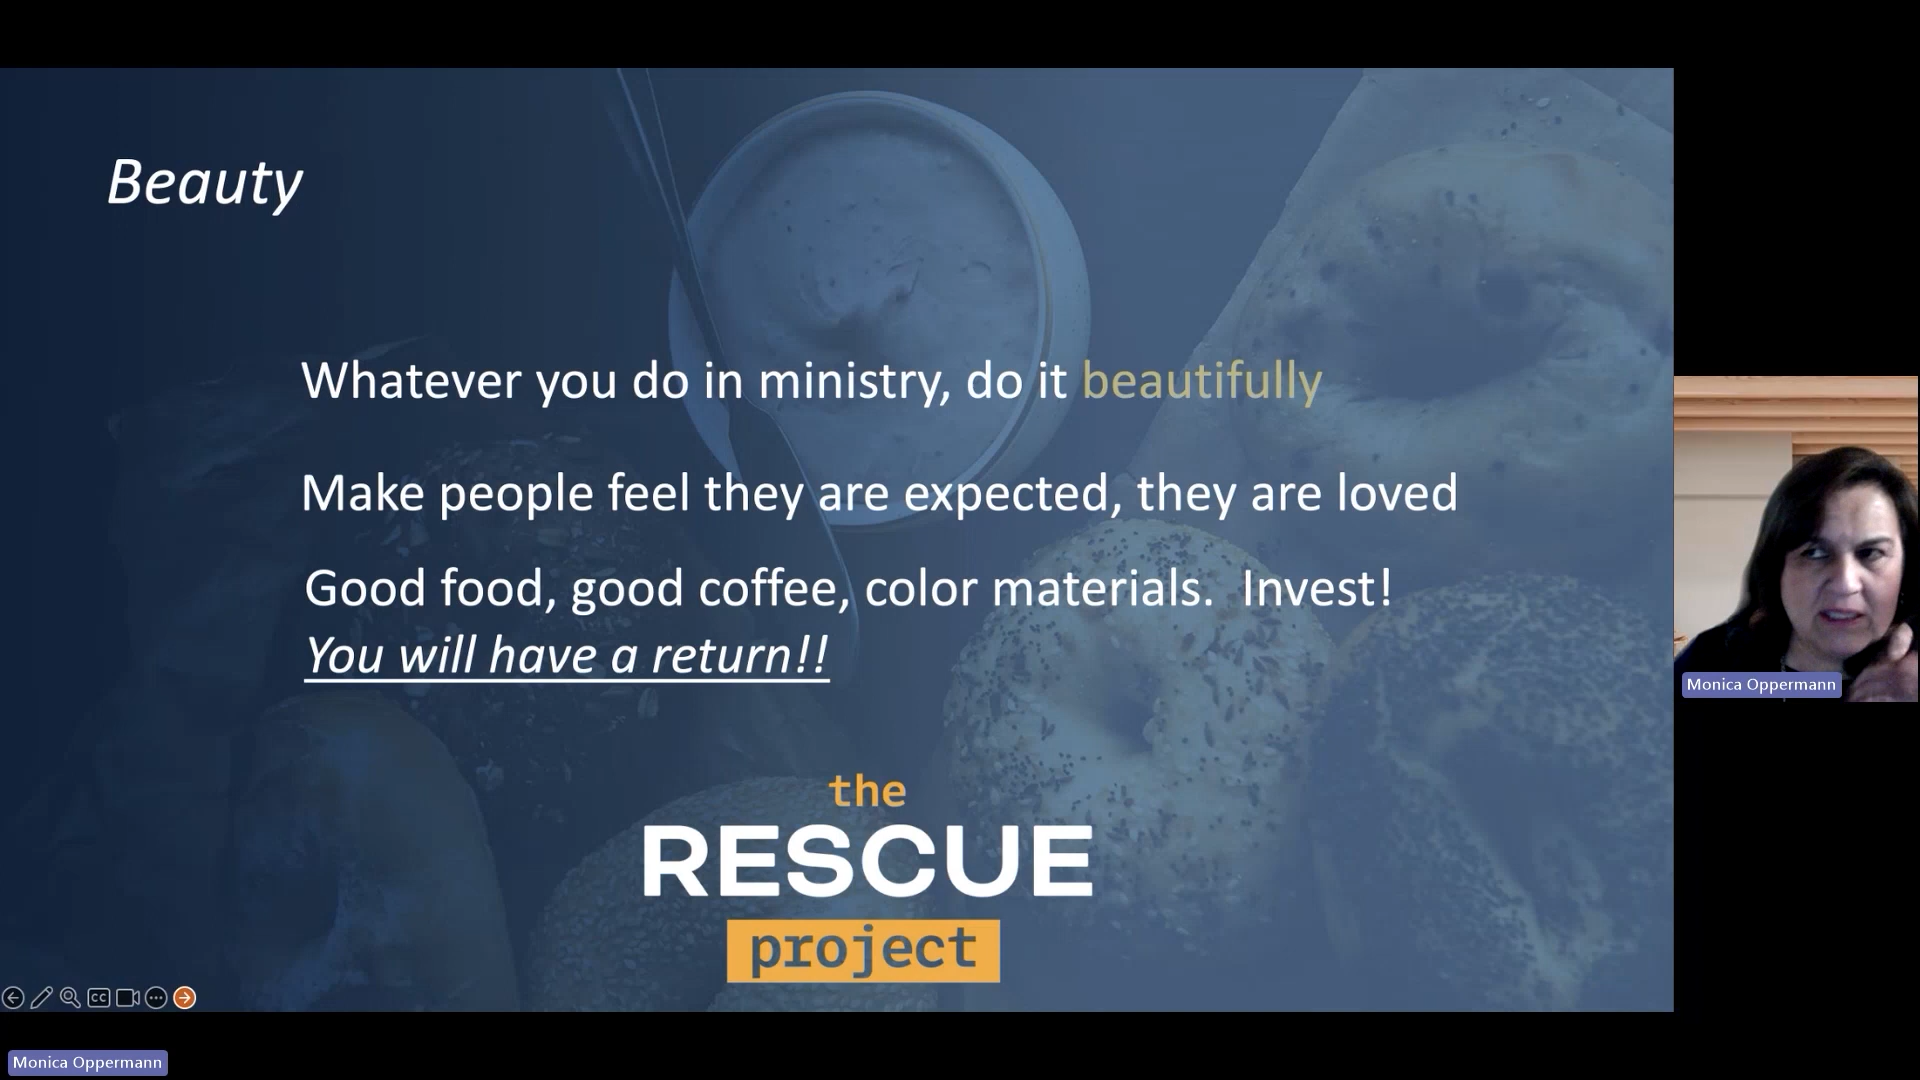 Beauty
Whatever you do in ministry, do it beautifully
Make people feel they are expected, they are loved
Good food, good coffee, color materials.  Invest!
You will have a return!!
the
RESCUE
project
CC
Monica Oppermann
Monica Oppermann